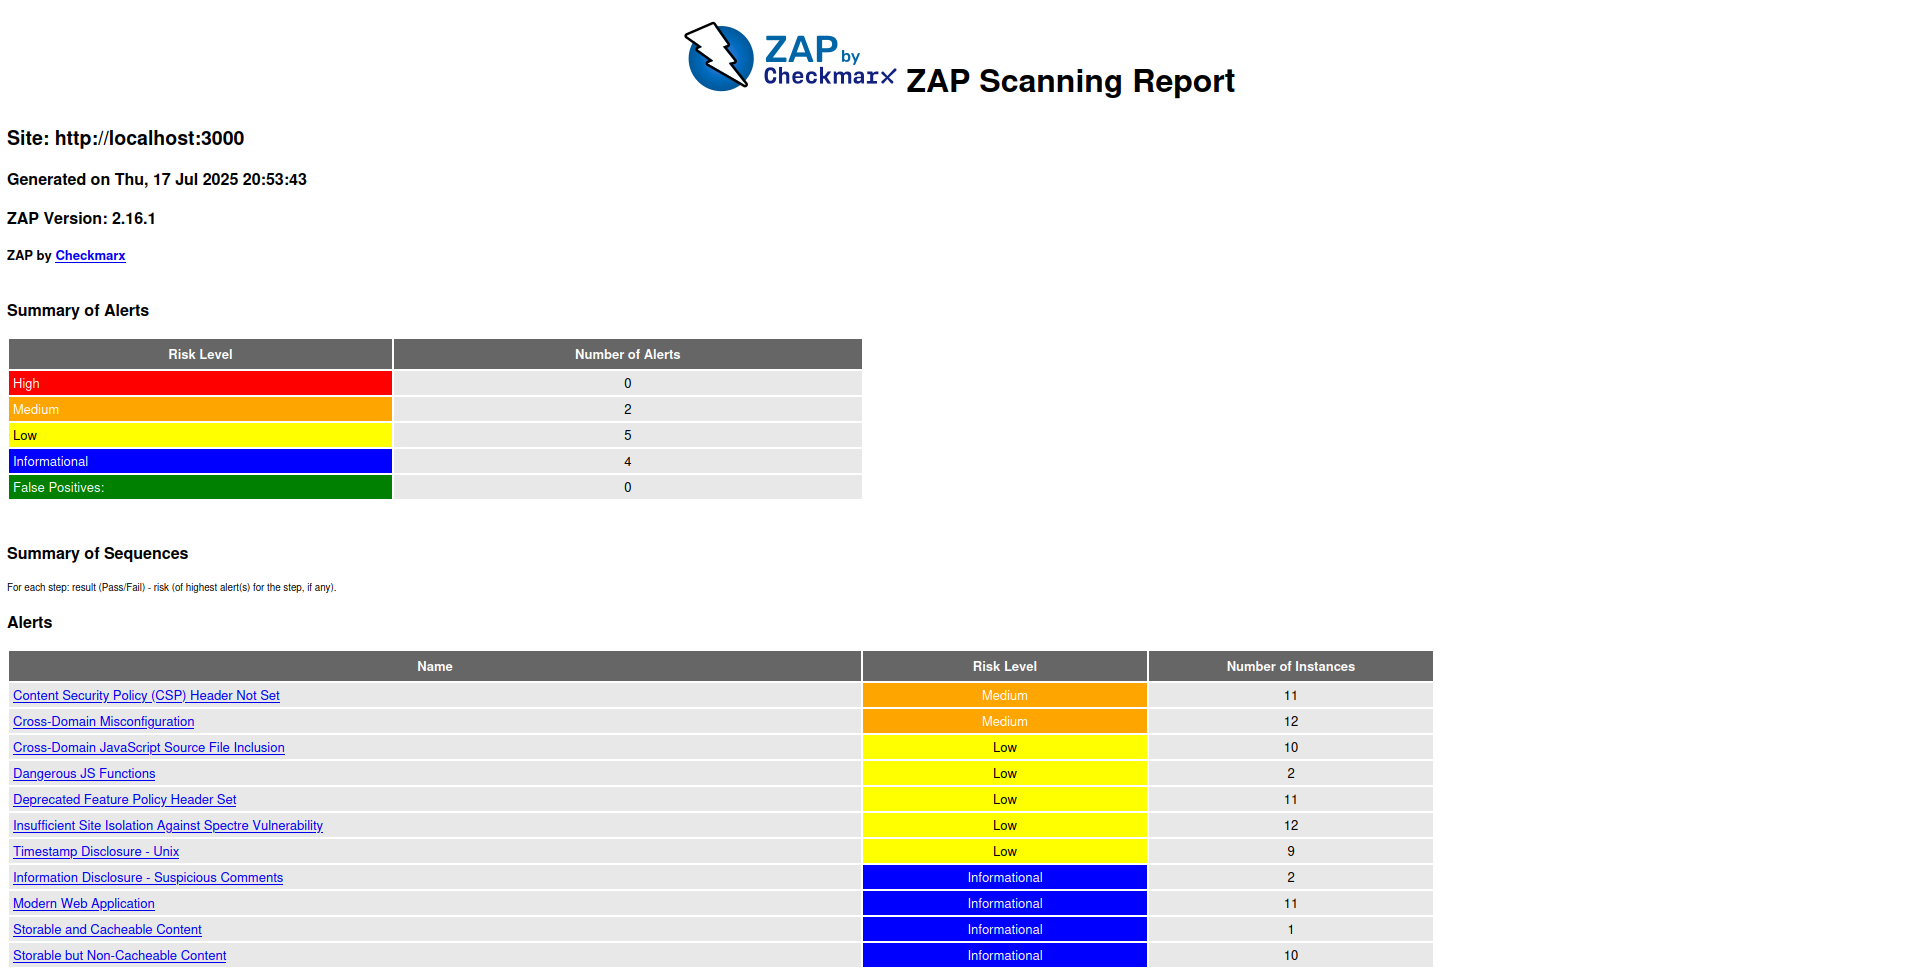 ZAP by
Checkmarx ZAP Scanning Report
Site: http://localhost:3000
Generated on Thu, 17 Jul 2025 20:53:43
ZAP Version: 2.16.1
ZAP by Checkmarx
Summary of Alerts
Risk Level Number of Alerts
High 0
Medium 2
Low 5
Informational 4
False Positives: 0
Summary of Sequences
For each step: result (Pass/Fail) - risk (of highest alert(s) for the step, if any).
Alerts
Name Risk Level Number of Instances
Content Security Policy (CSP) Header Not Set Medium 11
Cross-Domain Misconfiguration Medium 12
Cross-Domain JavaScript Source File Inclusion Low 10
Dangerous JS Functions Low 2
Deprecated Feature Policy Header Set Low 11
Insufficient Site Isolation Against Spectre Vulnerability Low 12
Timestamp Disclosure - Unix Low 9
Information Disclosure - Suspicious Comments Informational 2
Modern Web Application Informational 11
Storable and Cacheable Content Informational 1
Storable but Non-Cacheable Content Informational 10